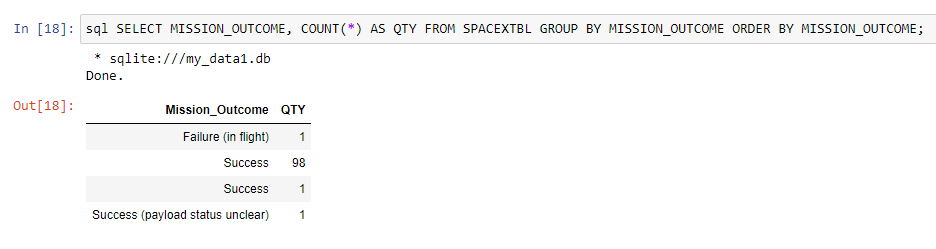 In [18]: sql SELECT MISSION_OUTCOME, COUNT(*) AS QTY FROM SPACEXTBL GROUP BY MISSION_OUTCOME ORDER BY MISSION_OUTCOME;
* sqlite:///my_data1.db
Done.
Out[18]:
Mission_Outcome QTY
Failure (in flight) 1
Success 98
Success 1
Success (payload status unclear) 1